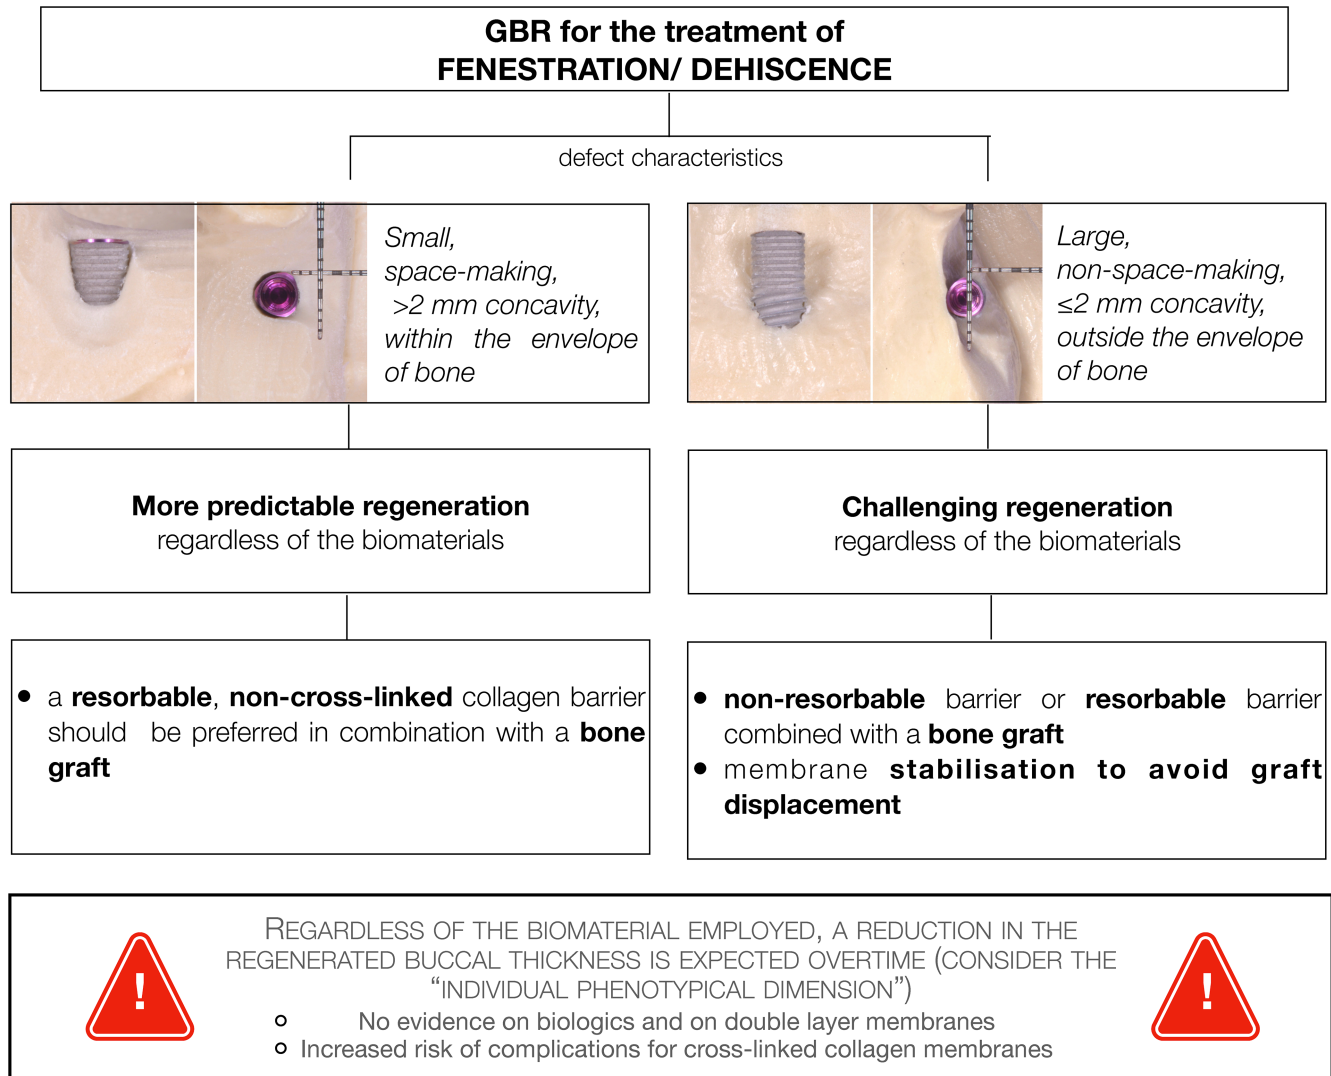 GBR for the treatment of
FENESTRATION/ DEHISCENCE
defect characteristics
Small,
space-making,
>2 mm concavity,
within the envelope
of bone
Large,
non-space-making,
≤2 mm concavity,
outside the envelope
of bone
More predictable regeneration
regardless of the biomaterials
Challenging regeneration
regardless of the biomaterials
• a resorbable, non-cross-linked collagen barrier
should be preferred in combination with a bone
graft
• non-resorbable barrier or resorbable barrier
combined with a bone graft
• membrane stabilisation to avoid graft
displacement
REGARDLESS OF THE BIOMATERIAL EMPLOYED, A REDUCTION IN THE
REGENERATED BUCCAL THICKNESS IS EXPECTED OVERTIME (CONSIDER THE
“INDIVIDUAL PHENOTYPICAL DIMENSION”)
! !
o No evidence on biologics and on double layer membranes
o Increased risk of complications for cross-linked collagen membranes